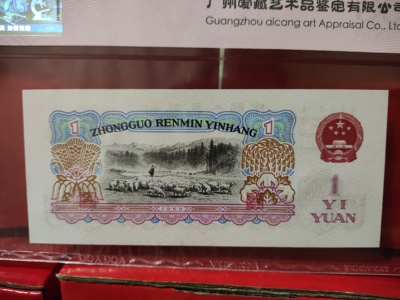 广州爱藏艺术品鉴定有限公司
Guangzhou aicang art Appraisal Co., Ltd
1
1
ZHONGGUO RENMIN YINHANG
1960
1
YI
YUAN